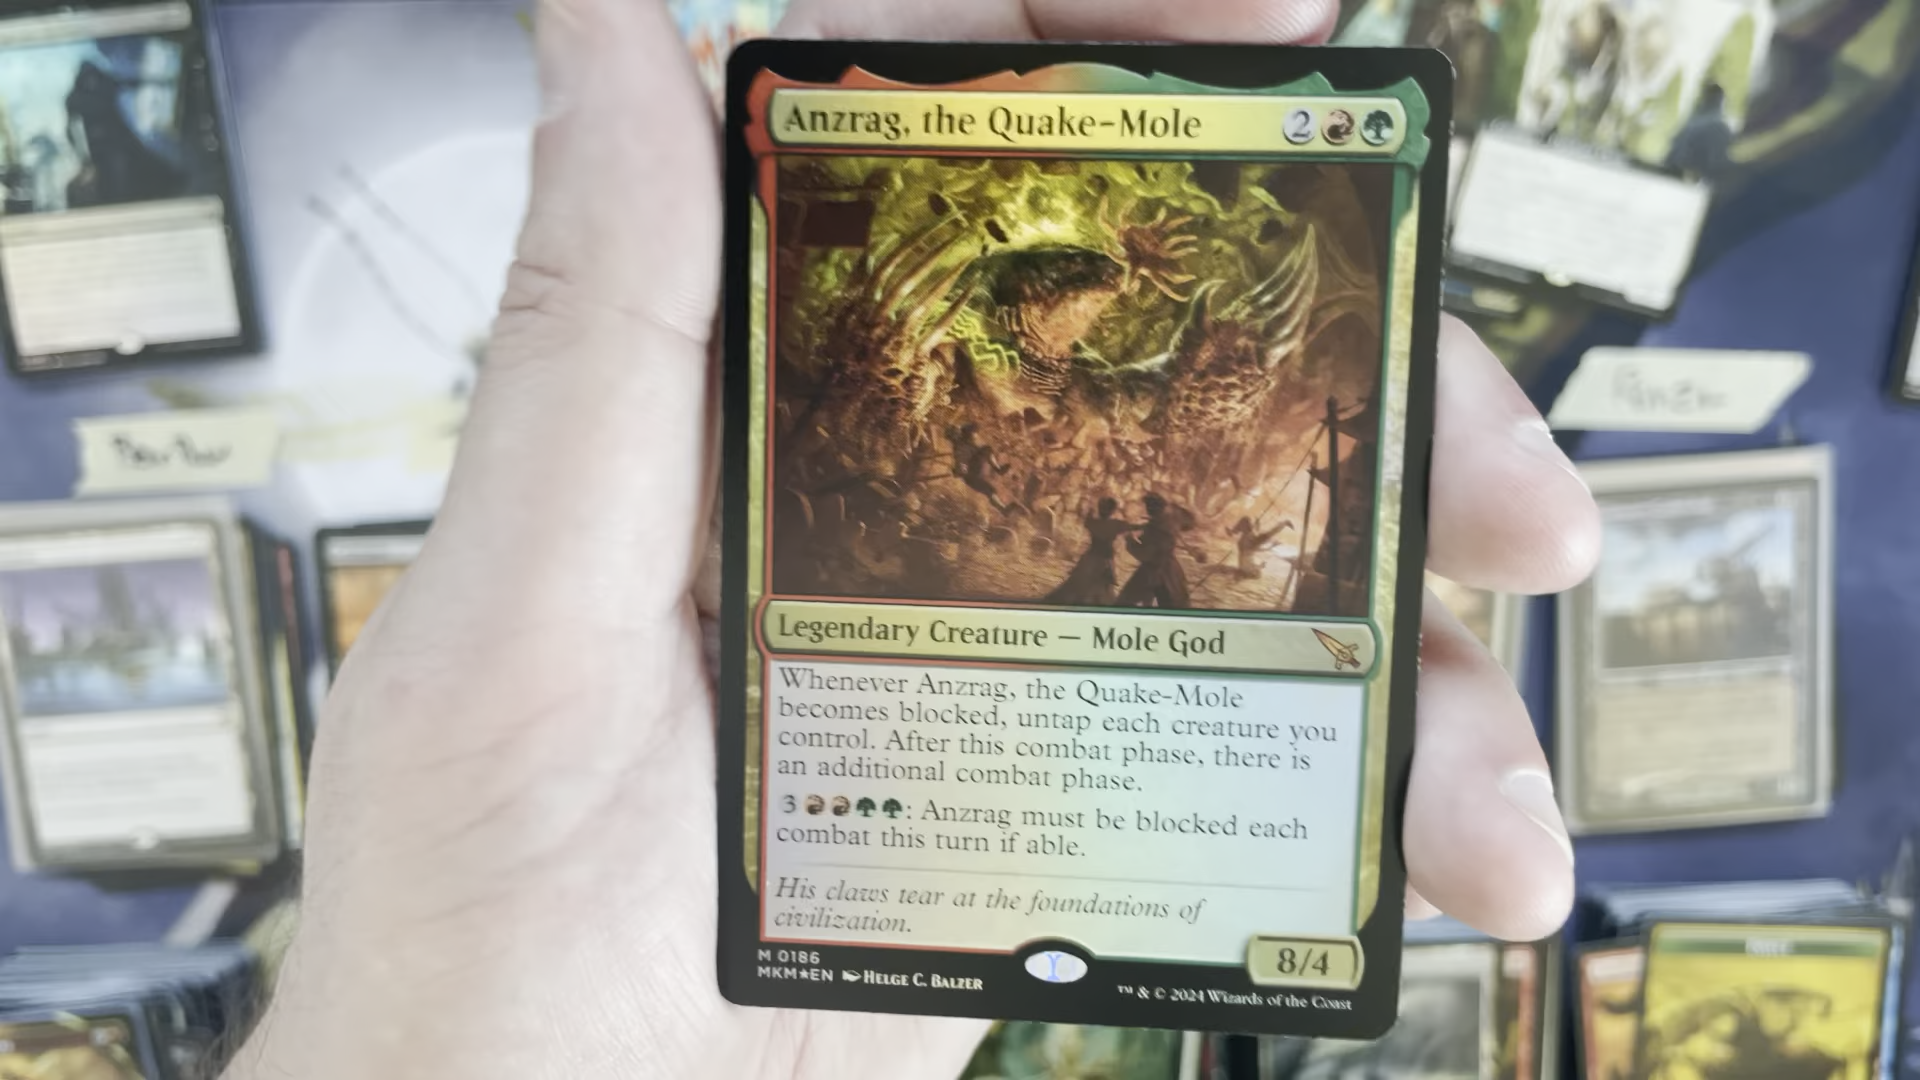 Anzrag, the Quake-Mole 2
Legendary Creature — Mole God
Whenever Anzrag, the Quake-Mole
becomes blocked, untap each creature you
control. After this combat phase, there is
an additional combat phase.
3 : Anzrag must be blocked each
combat this turn if able.
His claws tear at the foundations of
civilization.
8/4
M 0186
MKM★EN HELGE C. BALZER
™ & © 2024 Wizards of the Coast